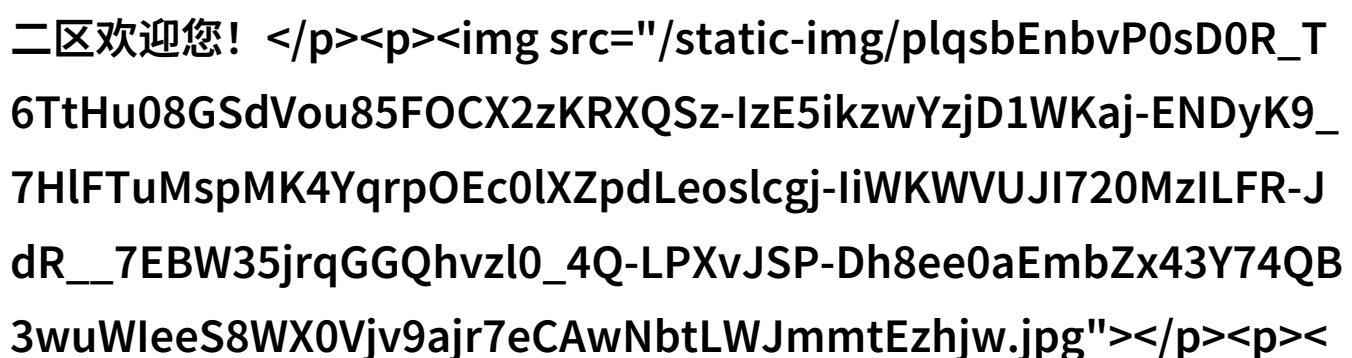 二区欢迎您！</p><p><img src="/static-img/plqsbEnbvP0sD0R_T
6TtHu08GSdVou85FOCX2zKRXQSz-IzE5ikzwYzjD1WKaj-ENDyK9_
7HlFTuMspMK4YqrpOEc0lXZpdLeoslcgj-IiWKWVUJI720MzILFR-J
dR__7EBW35jrqGGQhvzl0_4Q-LPXvJSP-Dh8ee0aEmbZx43Y74QB
3wuWIeeS8WX0Vjv9ajr7eCAwNbtLWJmmtEzhjw.jpg"></p><p><